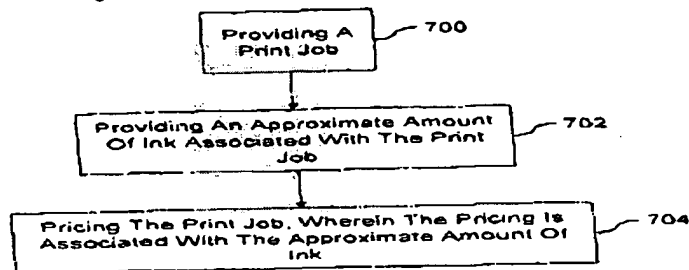 Providing A
Print Job
700
Providing An Approximate Amount
Of Ink Associated With The Print
Job
702
Pricing The Print Job, Wherein The Pricing Is
Associated With The Approximate Amount Of
Ink
704